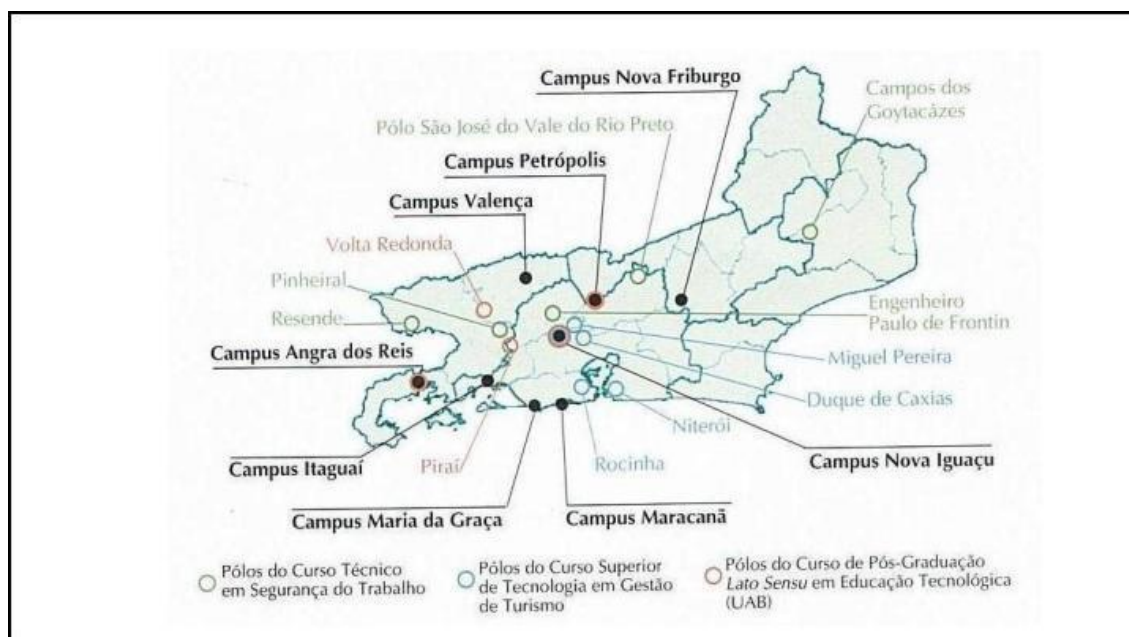 Campus Nova Friburgo
Campos dos
Goytacázes
Pólo São José do Vale do Rio Preto
Campus Petrópolis
Campus Valença
Volta Redonda
Pinheiral
Resende
Engenheiro
Paulo de Frontin
Campus Angra dos Reis
Miguel Pereira
Duque de Caxias
Niterói
Campus Itaguaí
Piraí
Rocinha
Campus Nova Iguaçu
Campus Maria da Graça
Campus Maracanã
Pólos do Curso Técnico
em Segurança do Trabalho
Pólos do Curso Superior
de Tecnologia em Gestão
de Turismo
Pólos do Curso de Pós-Graduação
Lato Sensu em Educação Tecnológica
(UAB)